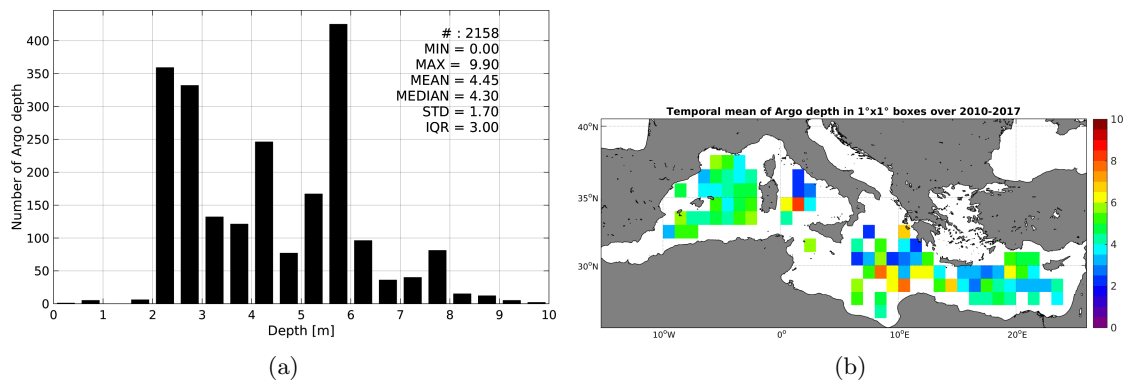 400
350
300
250
200
150
100
50
0
Number of Argo depth
# : 2158
MIN = 0.00
MAX = 9.90
MEAN = 4.45
MEDIAN = 4.30
STD = 1.70
IQR = 3.00
0 1 2 3 4 5 6 7 8 9 10
Depth [m]
(a)
Temporal mean of Argo depth in 1°x1° boxes over 2010-2017
40°N
35°N
30°N
10°W 0° 10°E 20°E
10
8
6
4
2
0
(b)